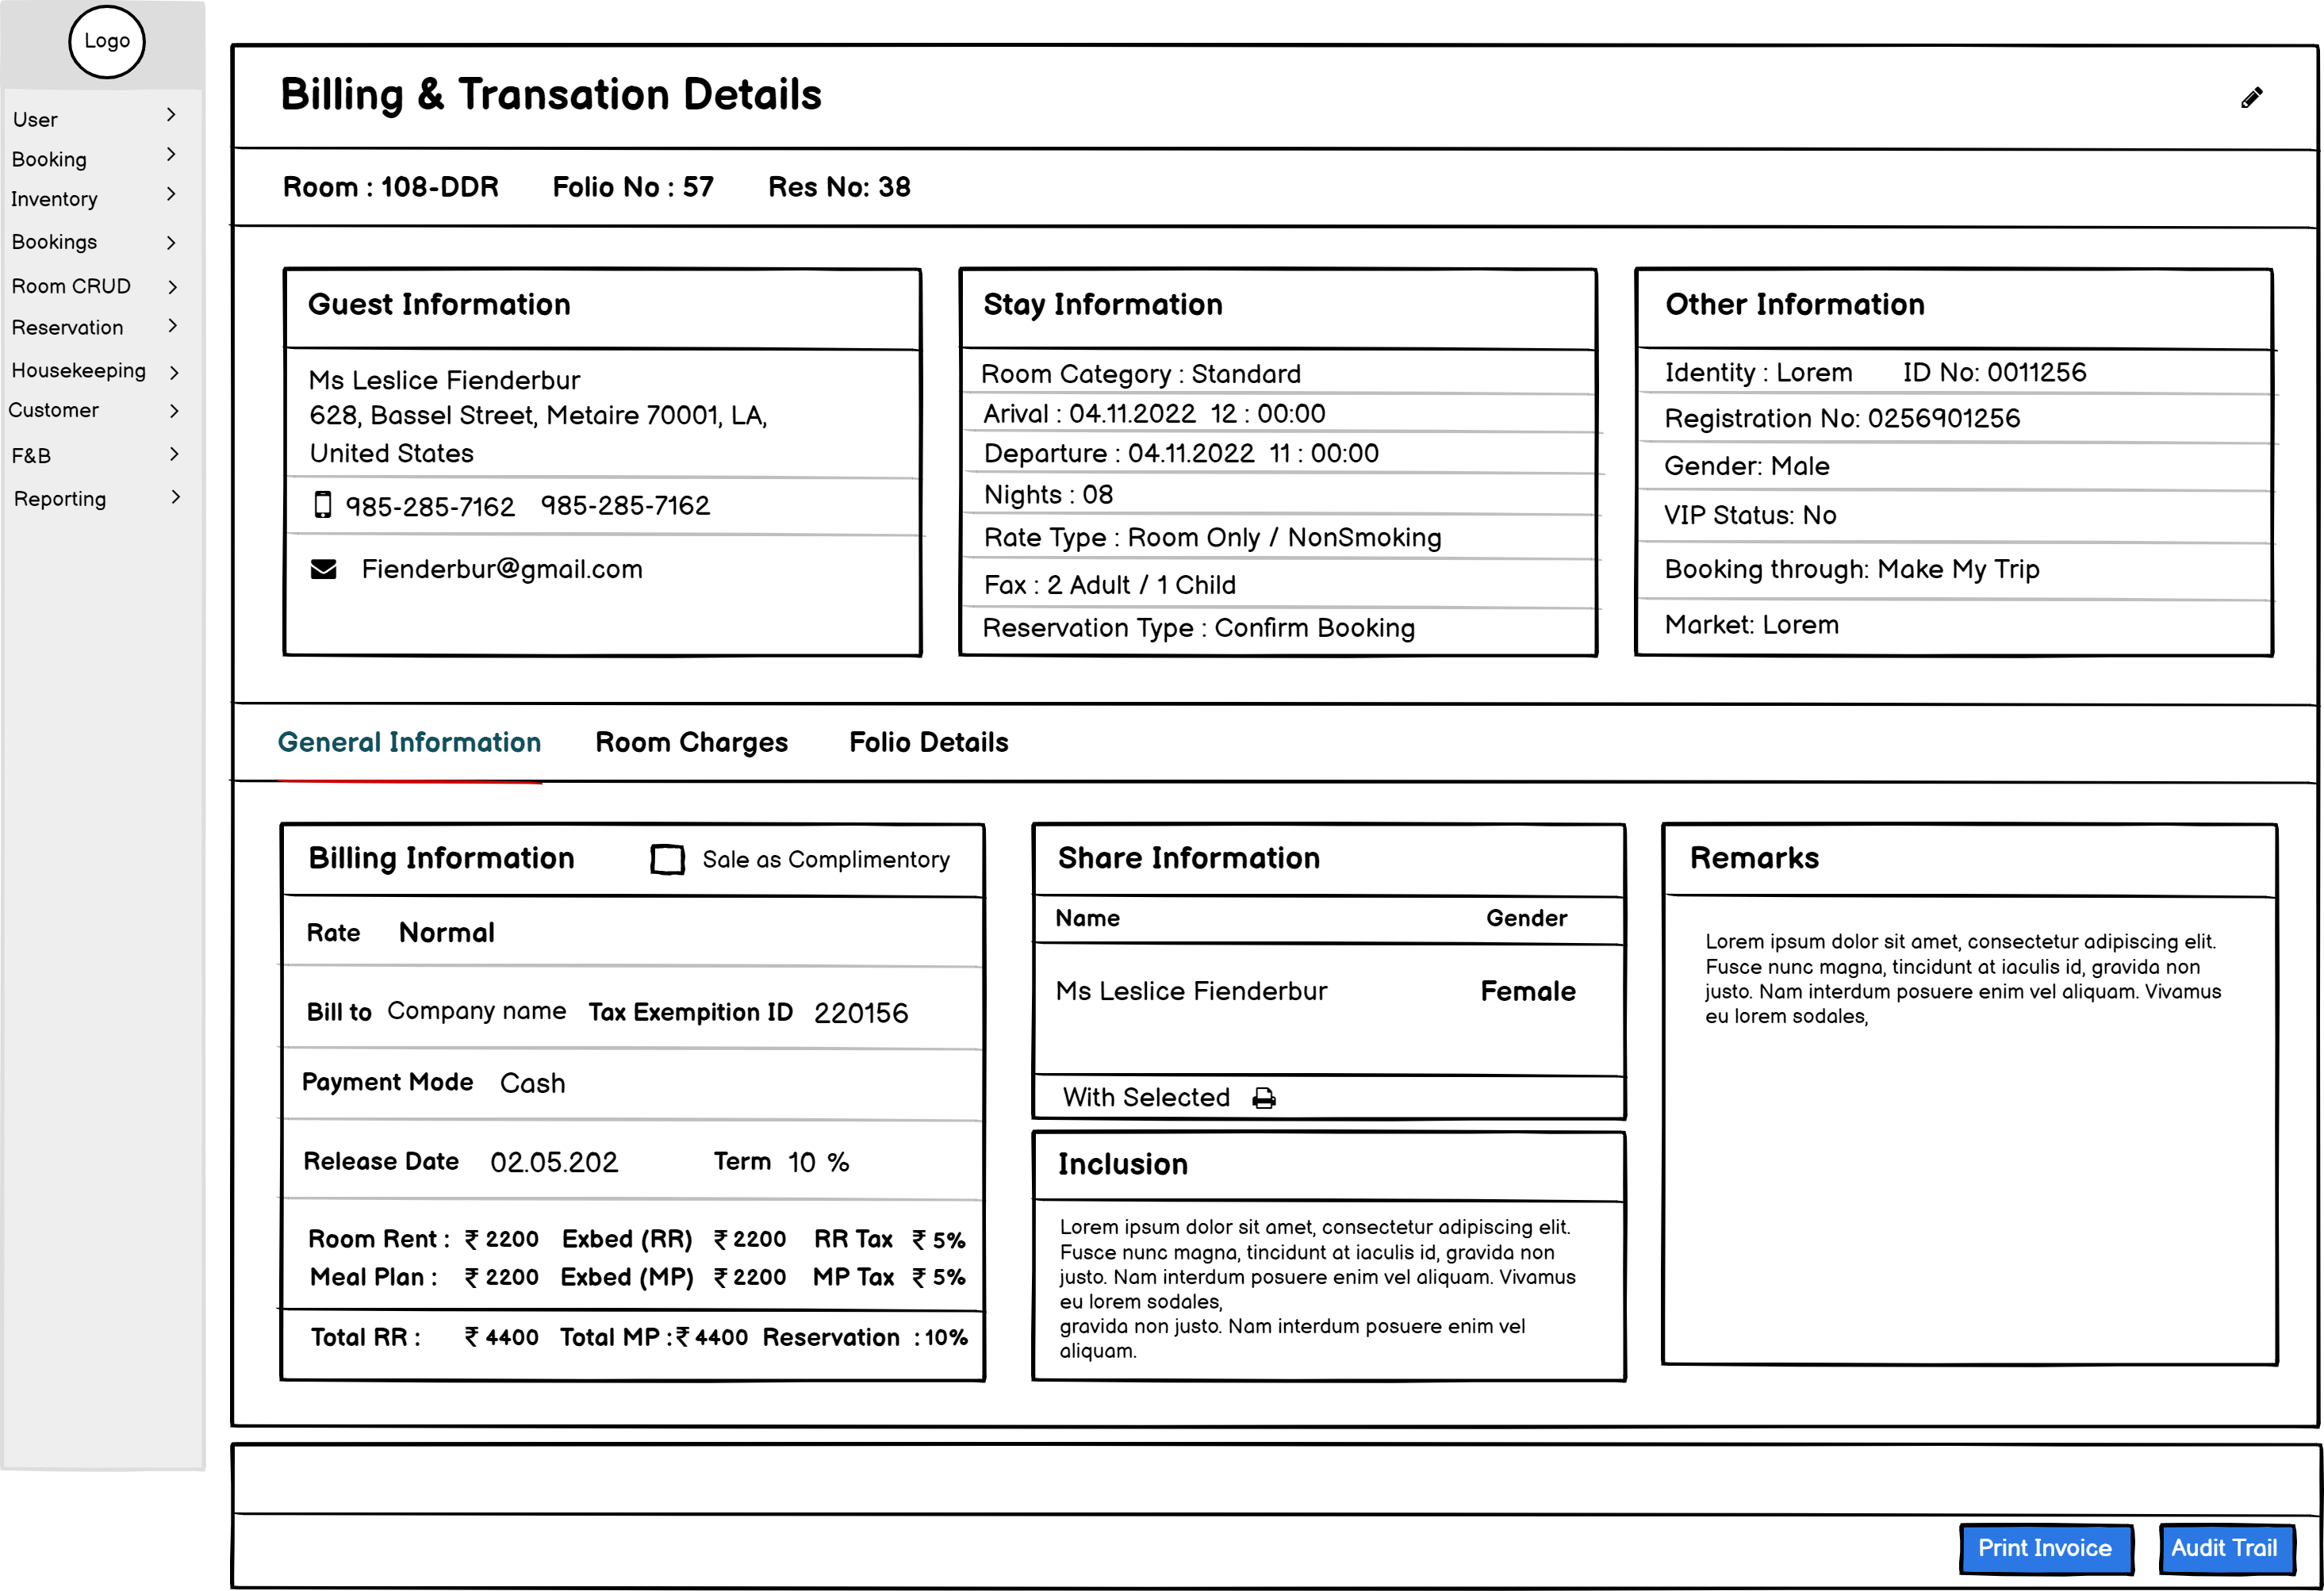 Logo
User
Booking
Inventory
Bookings
Room CRUD
Reservation
Housekeeping
Customer
F&B
Reporting
Billing & Transation Details
Room : 108-DDR Folio No : 57 Res No: 38
Guest Information
Ms Leslice Fienderbur
628, Bassel Street, Metaire 70001, LA,
United States
985-285-7162 985-285-7162
Fienderbur@gmail.com
Stay Information
Room Category : Standard
Arival : 04.11.2022 12 : 00:00
Departure : 04.11.2022 11 : 00:00
Nights : 08
Rate Type : Room Only / NonSmoking
Fax : 2 Adult / 1 Child
Reservation Type : Confirm Booking
Other Information
Identity : Lorem ID No: 0011256
Registration No: 0256901256
Gender: Male
VIP Status: No
Booking through: Make My Trip
Market: Lorem
General Information Room Charges Folio Details
Billing Information Sale as Complimentory
Rate Normal
Bill to Company name Tax Exempition ID 220156
Payment Mode Cash
Release Date 02.05.202 Term 10 %
Room Rent : ₹ 2200 Exbed (RR) ₹ 2200 RR Tax ₹ 5%
Meal Plan : ₹ 2200 Exbed (MP) ₹ 2200 MP Tax ₹ 5%
Total RR : ₹ 4400 Total MP : ₹ 4400 Reservation : 10%
Share Information
Name Gender
Ms Leslice Fienderbur Female
With Selected
Inclusion
Lorem ipsum dolor sit amet, consectetur adipiscing elit.
Fusce nunc magna, tincidunt at iaculis id, gravida non
justo. Nam interdum posuere enim vel aliquam. Vivamus
eu lorem sodales,
gravida non justo. Nam interdum posuere enim vel
aliquam.
Remarks
Lorem ipsum dolor sit amet, consectetur adipiscing elit.
Fusce nunc magna, tincidunt at iaculis id, gravida non
justo. Nam interdum posuere enim vel aliquam. Vivamus
eu lorem sodales,
Print Invoice Audit Trail